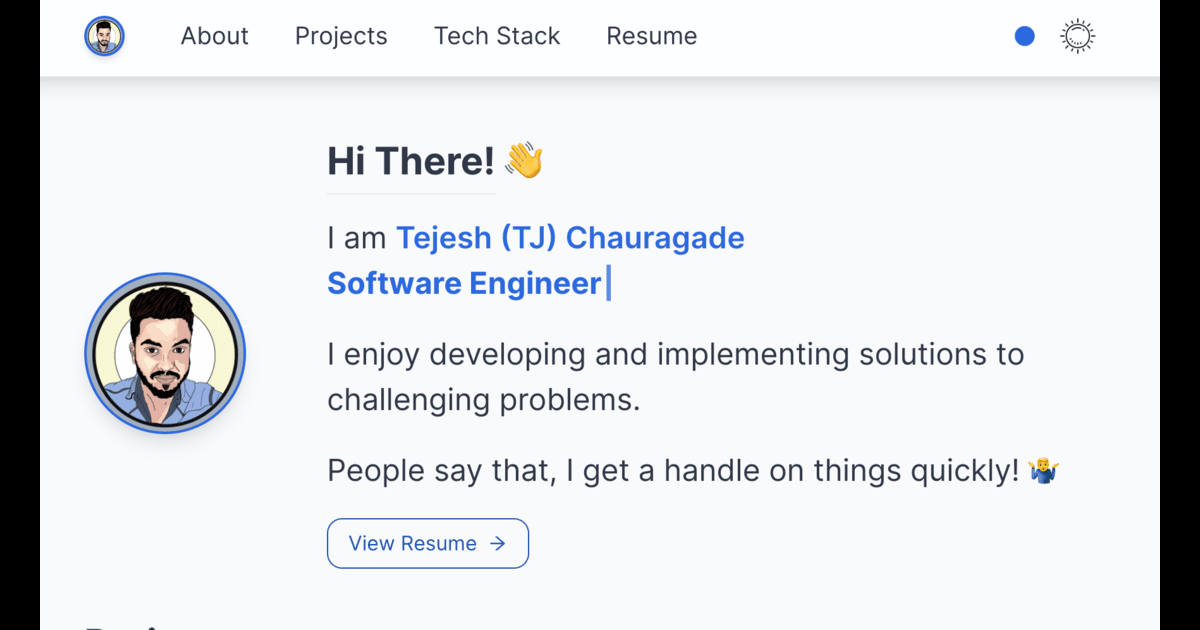 About Projects Tech Stack Resume
Hi There! 👋
I am Tejesh (TJ) Chauragade
Software Engineer
I enjoy developing and implementing solutions to
challenging problems.
People say that, I get a handle on things quickly! 🤷‍♂️
View Resume →